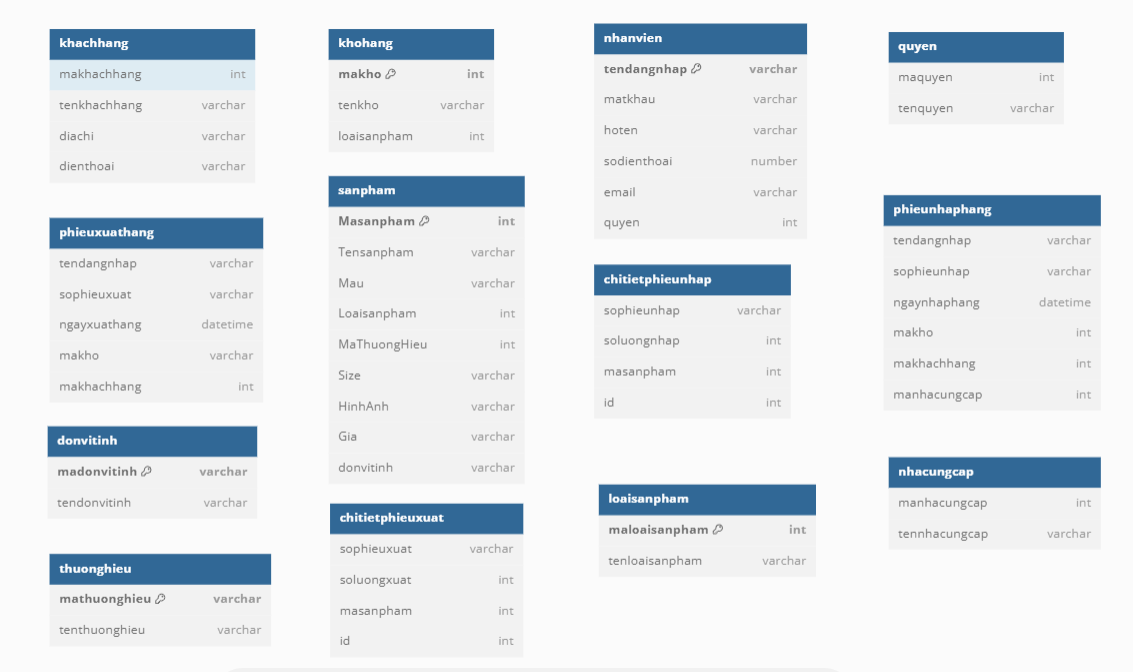 khachhang
makhachhang int
tenkhachhang varchar
diachi varchar
dienthoai varchar
phieuxuathang
tendangnhap varchar
sophieuxuat varchar
ngayxuathang datetime
makho varchar
makhachhang int
donvitinh
madonvitinh varchar
tendonvitinh varchar
thuonghieu
mathuonghieu varchar
tenthuonghieu varchar
khohang
makho int
tenkho varchar
loaisanpham int
sanpham
Masanpham int
Tensanpham varchar
Mau varchar
Loaisanpham int
MaThuongHieu int
Size varchar
HinhAnh varchar
Gia varchar
donvitinh varchar
chitietphieuxuat
sophieuxuat varchar
soluongxuat int
masanpham int
id int
nhanvien
tendangnhap varchar
matkhau varchar
hoten varchar
sodienthoai number
email varchar
quyen int
chitietphieunhap
sophieunhap varchar
soluongnhap int
masanpham int
id int
loaisanpham
maloaisanpham int
tenloaisanpham varchar
quyen
maquyen int
tenquyen varchar
phieunhaphang
tendangnhap varchar
sophieunhap varchar
ngaynhaphang datetime
makho int
makhachhang int
manhacungcap int
nhacungcap
manhacungcap int
tennhacungcap varchar